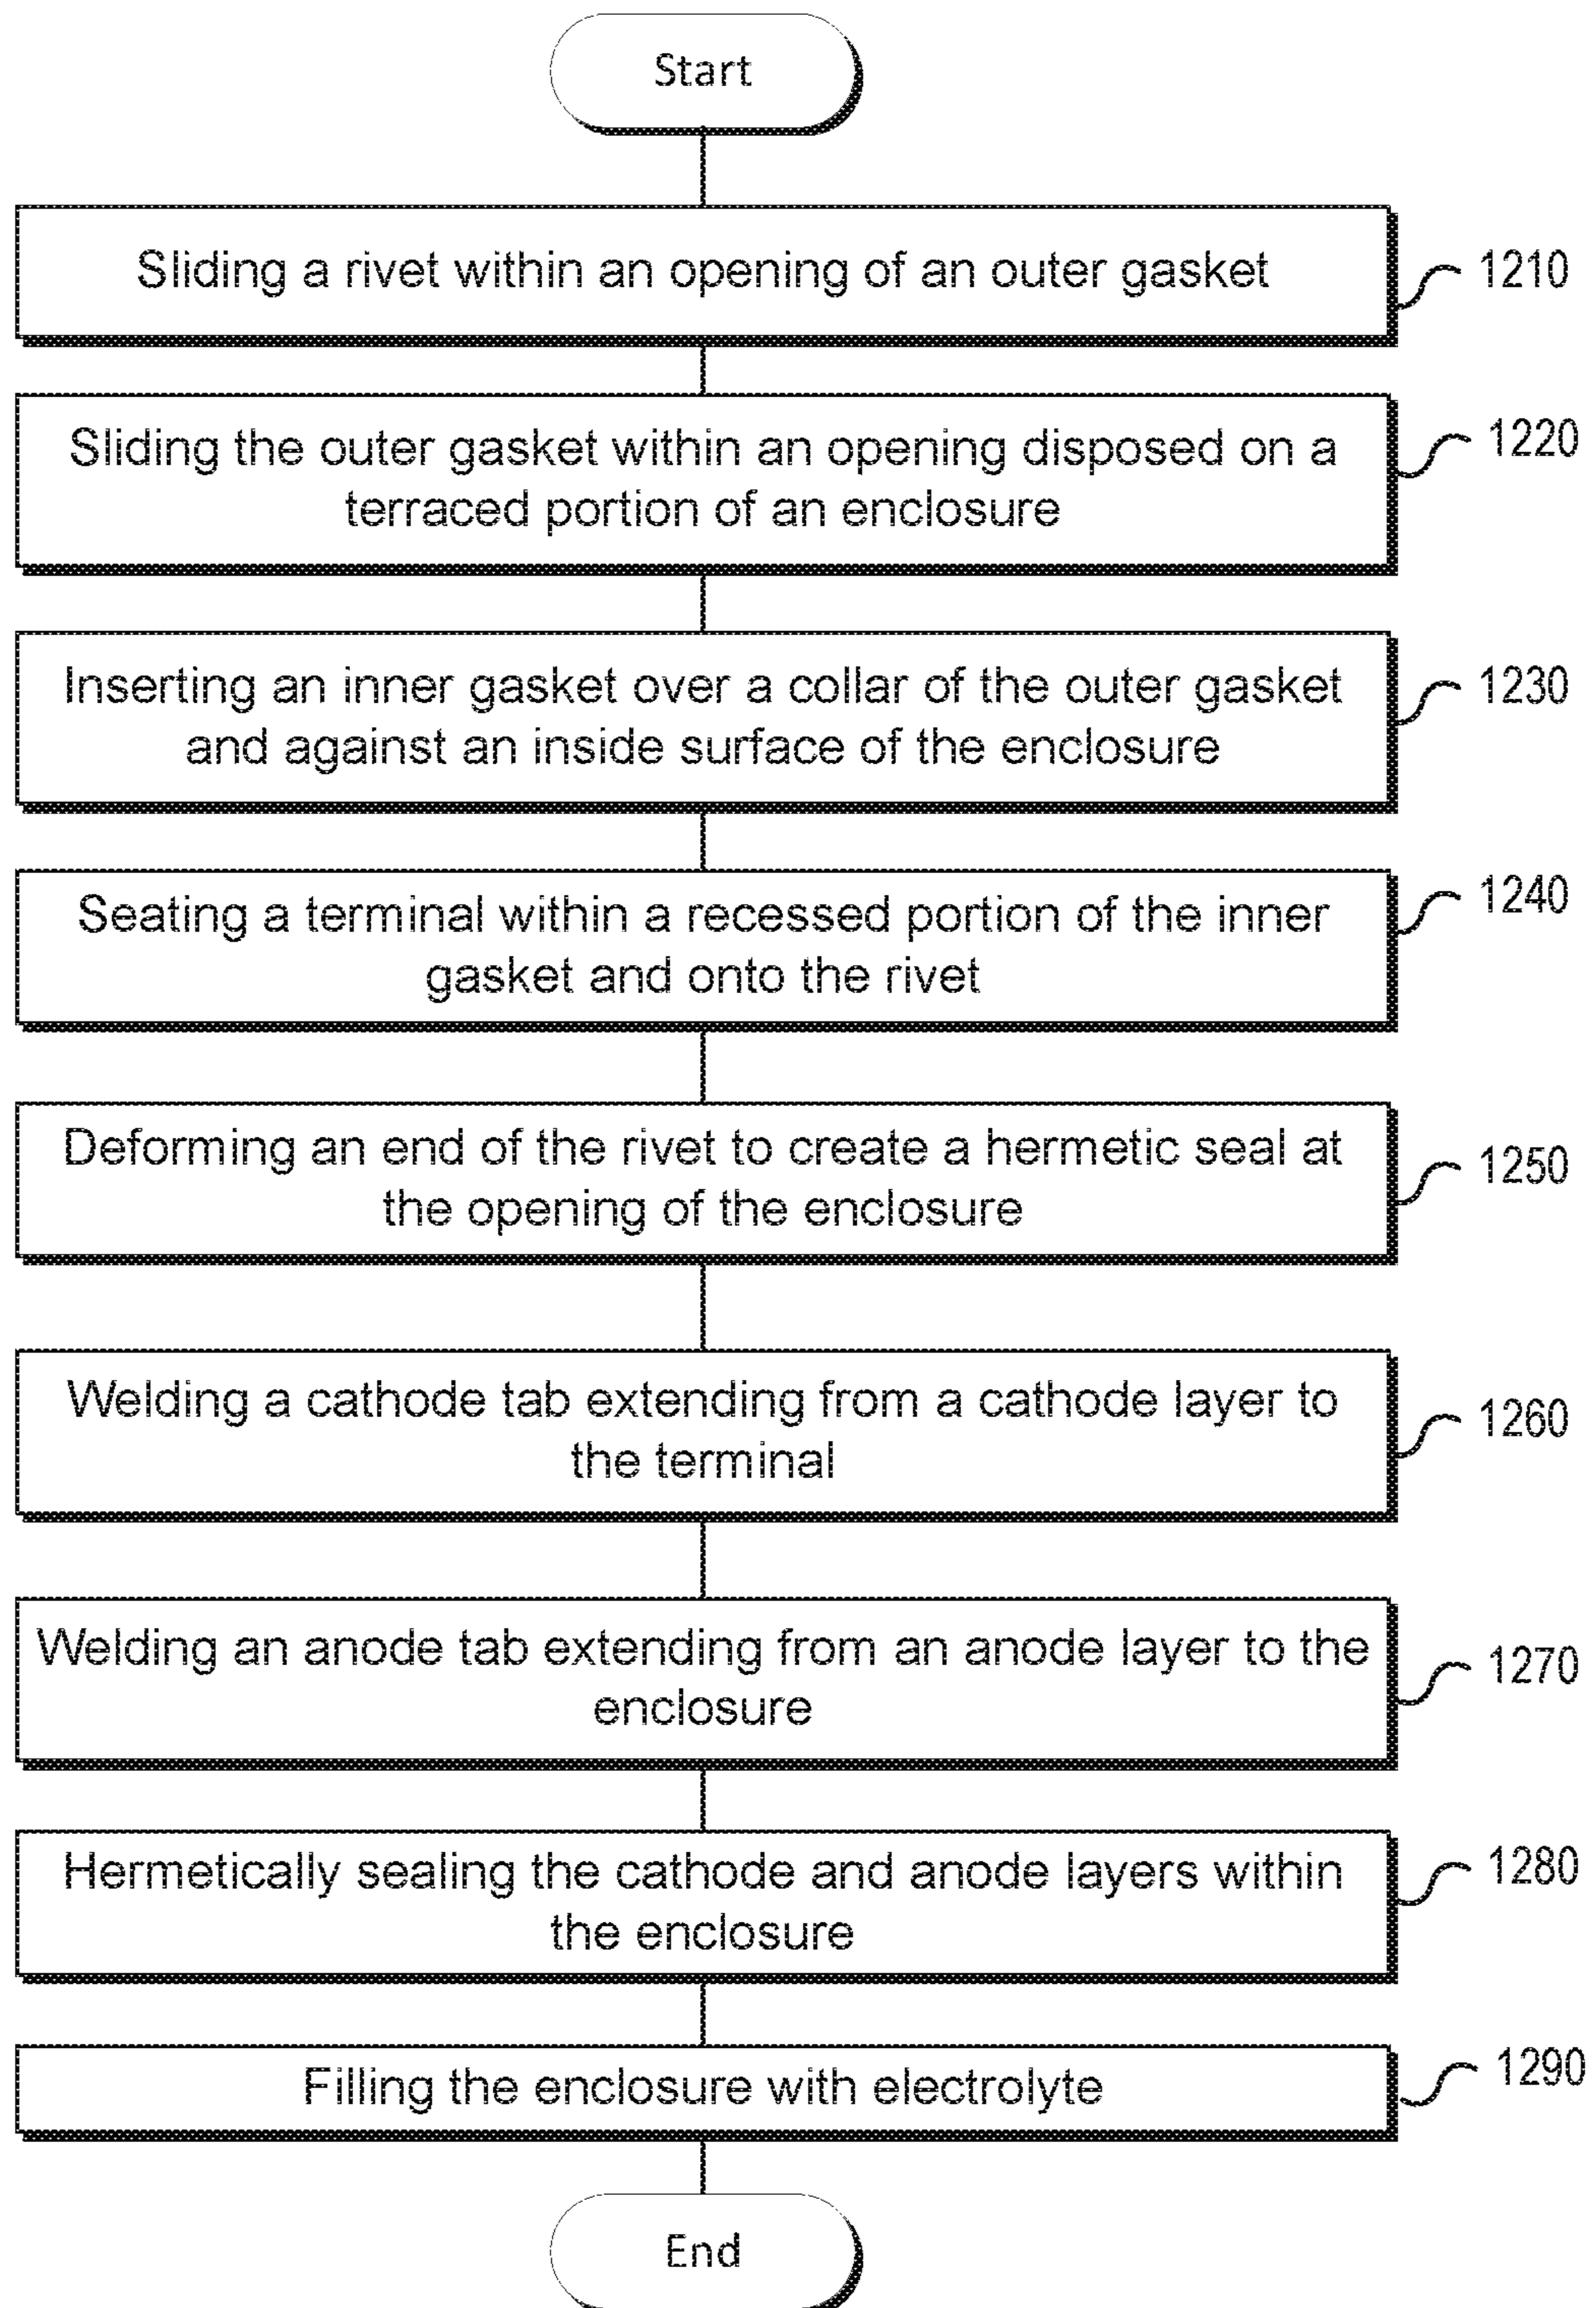 Start
Sliding a rivet within an opening of an outer gasket
1210
Sliding the outer gasket within an opening disposed on a
terraced portion of an enclosure
1220
Inserting an inner gasket over a collar of the outer gasket
and against an inside surface of the enclosure
1230
Seating a terminal within a recessed portion of the inner
gasket and onto the rivet
1240
Deforming an end of the rivet to create a hermetic seal at
the opening of the enclosure
1250
Welding a cathode tab extending from a cathode layer to
the terminal
1260
Welding an anode tab extending from an anode layer to the
enclosure
1270
Hermetically sealing the cathode and anode layers within
the enclosure
1280
Filling the enclosure with electrolyte
1290
End